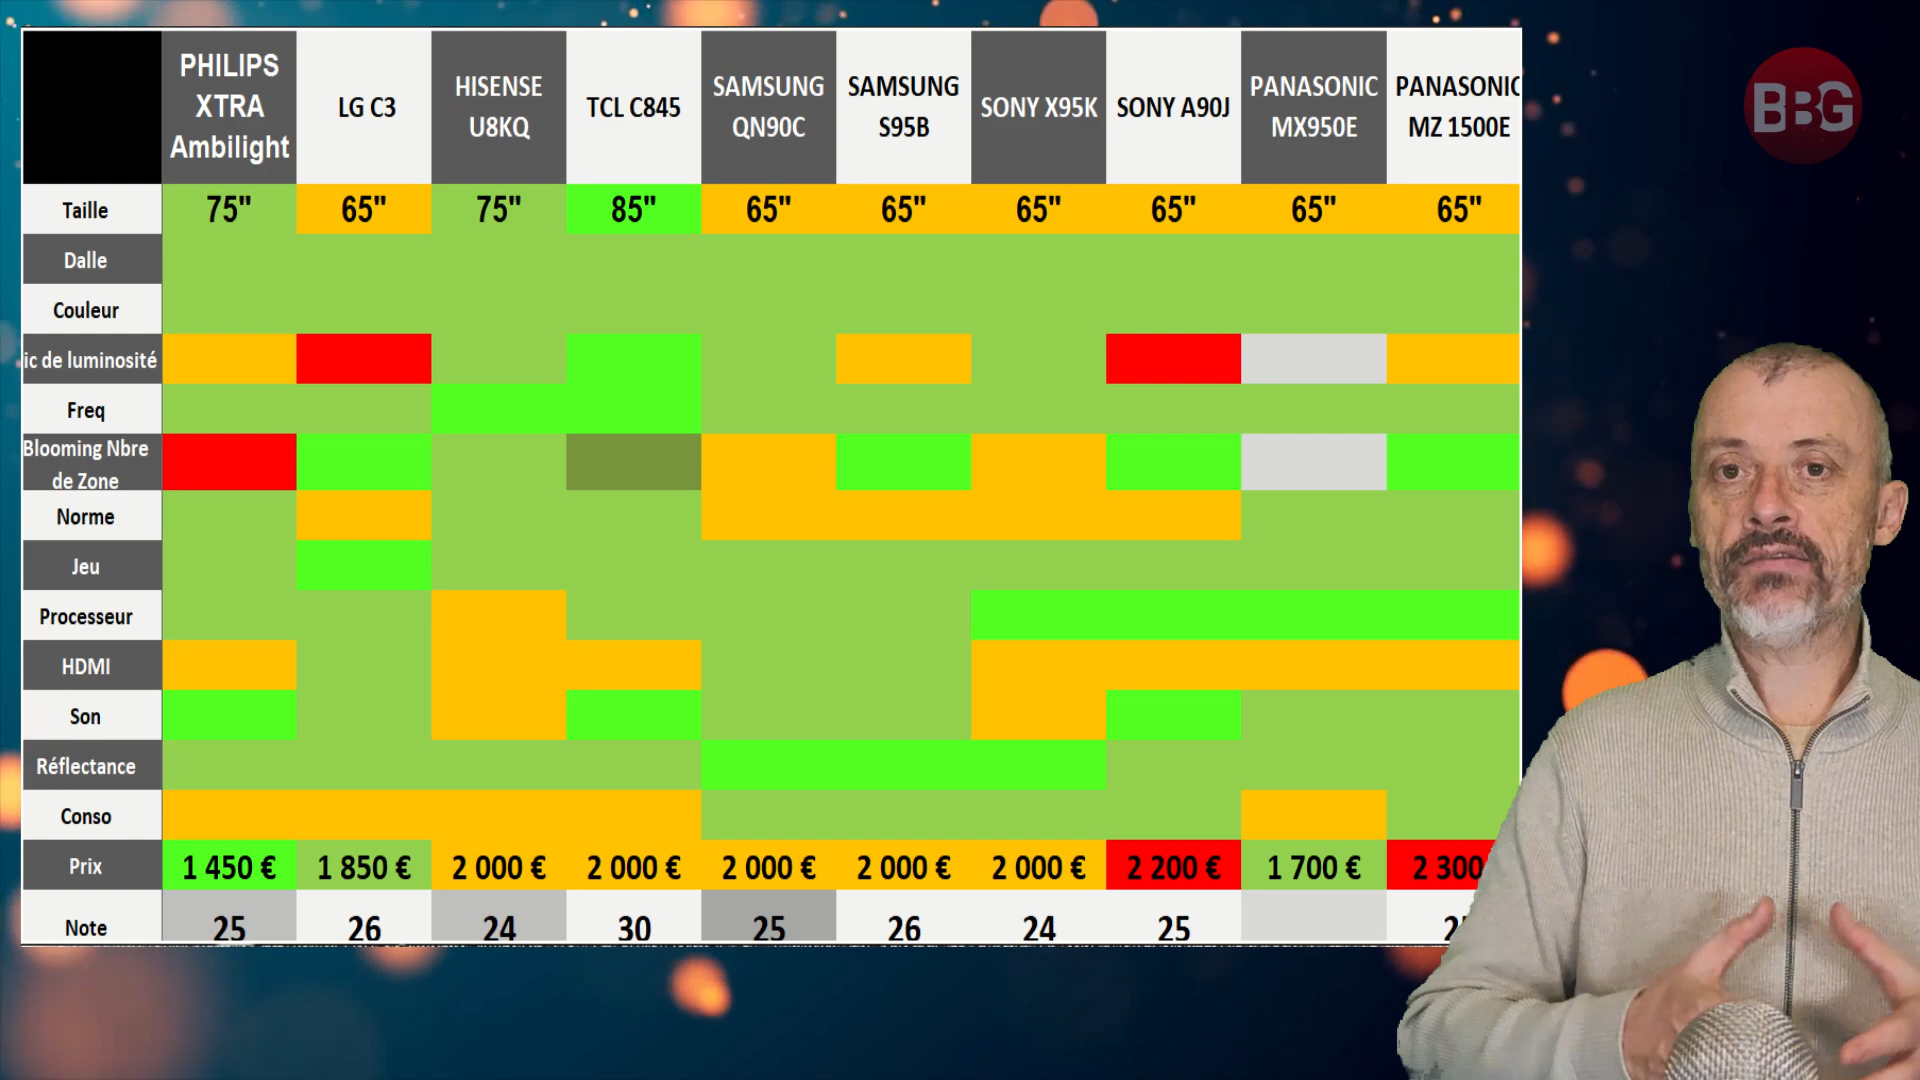 PHILIPS
XTRA
Ambilight
LG C3
HISENSE
U8KQ
TCL C845
SAMSUNG
QN90C
SAMSUNG
S95B
SONY X95K
SONY A90J
PANASONIC
MX950E
PANASONIC
MZ 1500E
BBG
Taille 75" 65" 75" 85" 65" 65" 65" 65" 65" 65"
Dalle
Couleur
ic de luminosité
Freq
Blooming Nbre
de Zone
Norme
Jeu
Processeur
HDMI
Son
Réflectance
Conso
Prix 1 450 € 1 850 € 2 000 € 2 000 € 2 000 € 2 000 € 2 000 € 2 200 € 1 700 € 2 300
Note 25 26 24 30 25 26 24 25